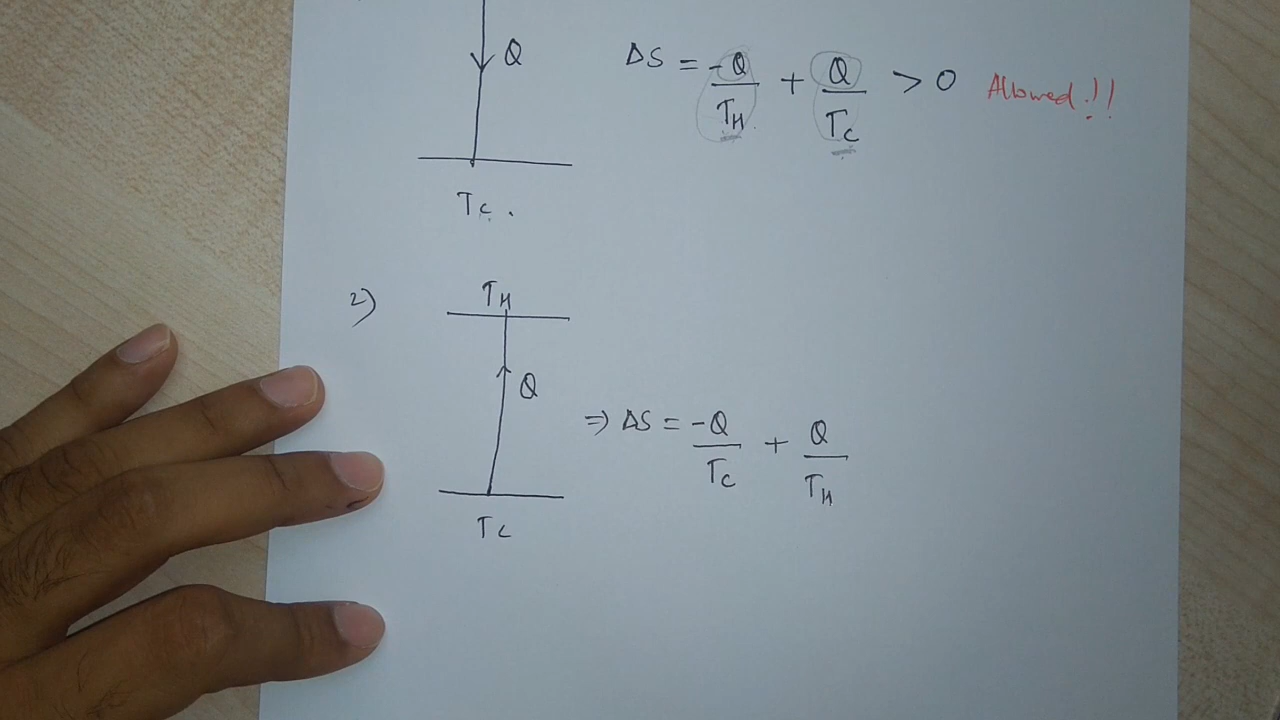 Q
ΔS = -Q/T_H + Q/T_C > 0 Allowed!!
T_C.
2)
T_H
Q
⇒ ΔS = -Q/T_C + Q/T_H
T_C